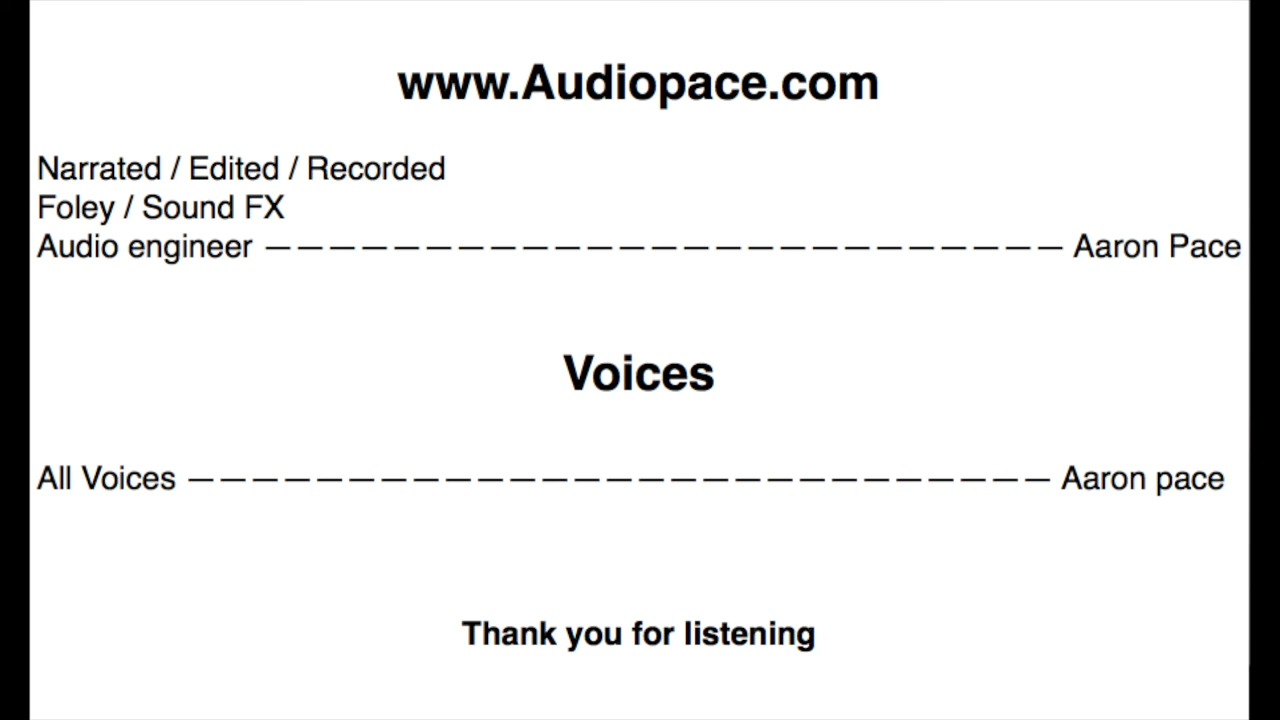 www.Audiopace.com
Narrated / Edited / Recorded
Foley / Sound FX
Audio engineer — — — — — — — — — — — — — — — — — — — — — — — — — Aaron Pace
Voices
All Voices — — — — — — — — — — — — — — — — — — — — — — — — — — — Aaron pace
Thank you for listening